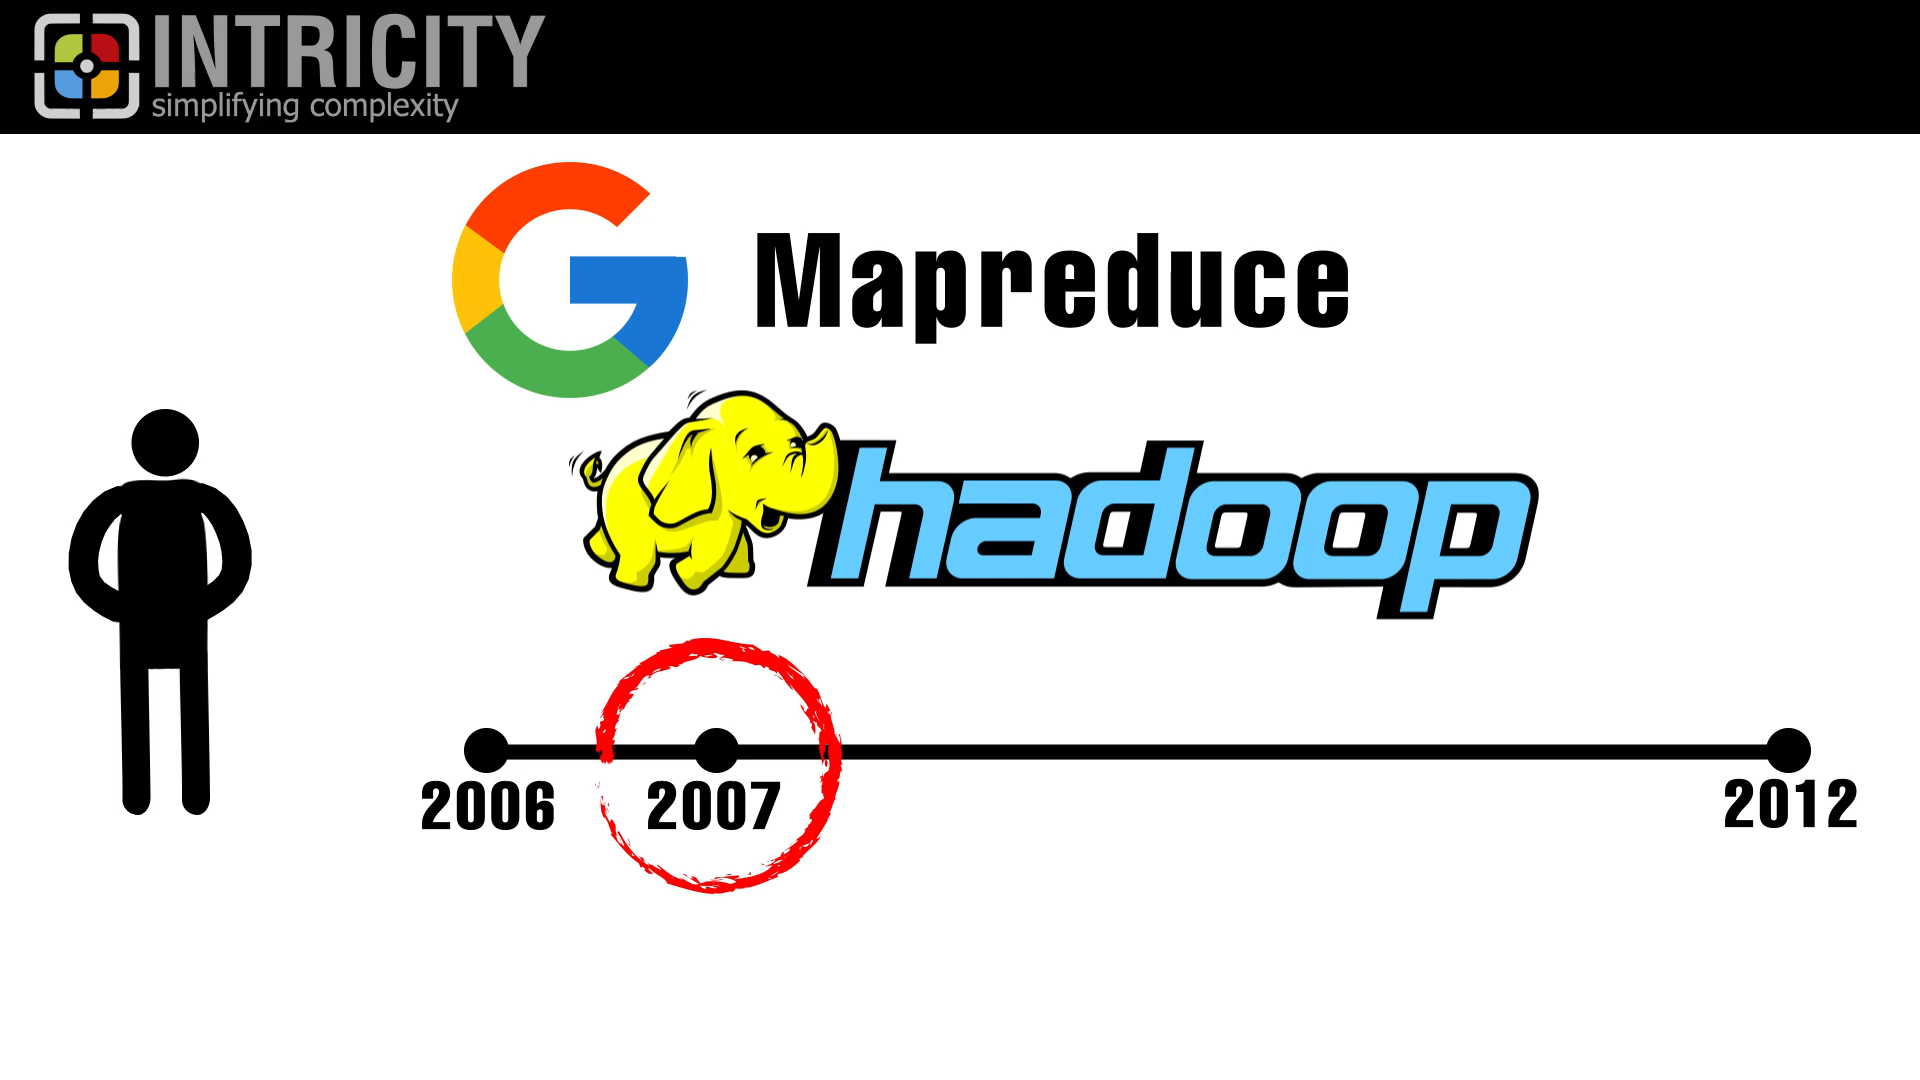 INTRICITY
simplifying complexity
Mapreduce
hadoop
2006 2007 2012